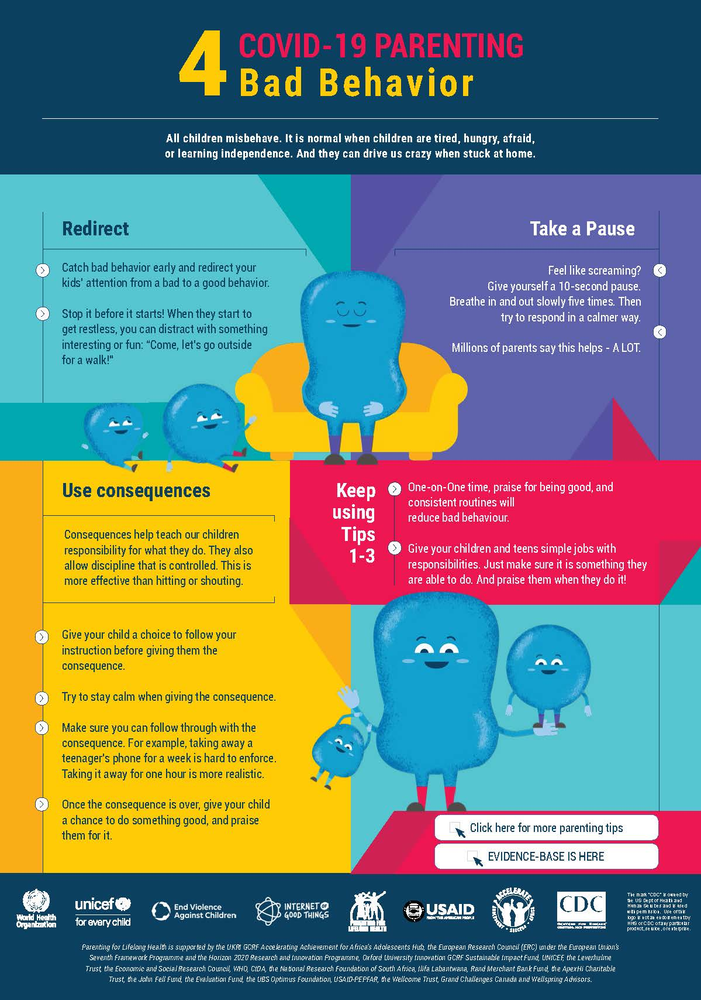 4
COVID-19 PARENTING
Bad Behavior
All children misbehave. It is normal when children are tired, hungry, afraid,
or learning independence. And they can drive us crazy when stuck at home.
Redirect
Catch bad behavior early and redirect your
kids' attention from a bad to a good behavior.
Stop it before it starts! When they start to
get restless, you can distract with something
interesting or fun: “Come, let's go outside
for a walk!"
Take a Pause
Feel like screaming?
Give yourself a 10-second pause.
Breathe in and out slowly five times. Then
try to respond in a calmer way.
Millions of parents say this helps - A LOT.
Use consequences
Consequences help teach our children
responsibility for what they do. They also
allow discipline that is controlled. This is
more effective than hitting or shouting.
Give your child a choice to follow your
instruction before giving them the
consequence.
Try to stay calm when giving the consequence.
Make sure you can follow through with the
consequence. For example, taking away a
teenager's phone for a week is hard to enforce.
Taking it away for one hour is more realistic.
Once the consequence is over, give your child
a chance to do something good, and praise
them for it.
Keep
using
Tips
1-3
One-on-One time, praise for being good, and
consistent routines will
reduce bad behaviour.
Give your children and teens simple jobs with
responsibilities. Just make sure it is something they
are able to do. And praise them when they do it!
Click here for more parenting tips
EVIDENCE-BASE IS HERE
World Health
Organization
unicef
for every child
End Violence
Against Children
INTERNET OF
GOOD THINGS
PARENTING FOR
LIFELONG HEALTH
USAID
FROM THE AMERICAN PEOPLE
ACCELERATE
SUCCESS
CDC
CENTERS FOR DISEASE
CONTROL AND PREVENTION
The mark "CDC" is owned by
the US Dept of Health and
Human Services and is used
with permission. Use of this
logo is not an endorsement by
HHS or CDC of any particular
product, service, or enterprise.
Parenting for Lifelong Health is supported by the UKRI GCRF Accelerating Achievement for Africa's Adolescents Hub, the European Research Council (ERC) under the European Union's
Seventh Framework Programme and the Horizon 2020 Research and Innovation Programme, Oxford University Innovation GCRF Sustainable Impact Fund, UNICEF, the Leverhulme
Trust, the Economic and Social Research Council, WHO, CIDA, the National Research Foundation of South Africa, Ilifa Labantwana, Rand Merchant Bank Fund, the ApexHi Charitable
Trust, the John Fell Fund, the Evaluation Fund, the UBS Optimus Foundation, USAID-PEPFAR, the Wellcome Trust, Grand Challenges Canada and Wellspring Advisors.